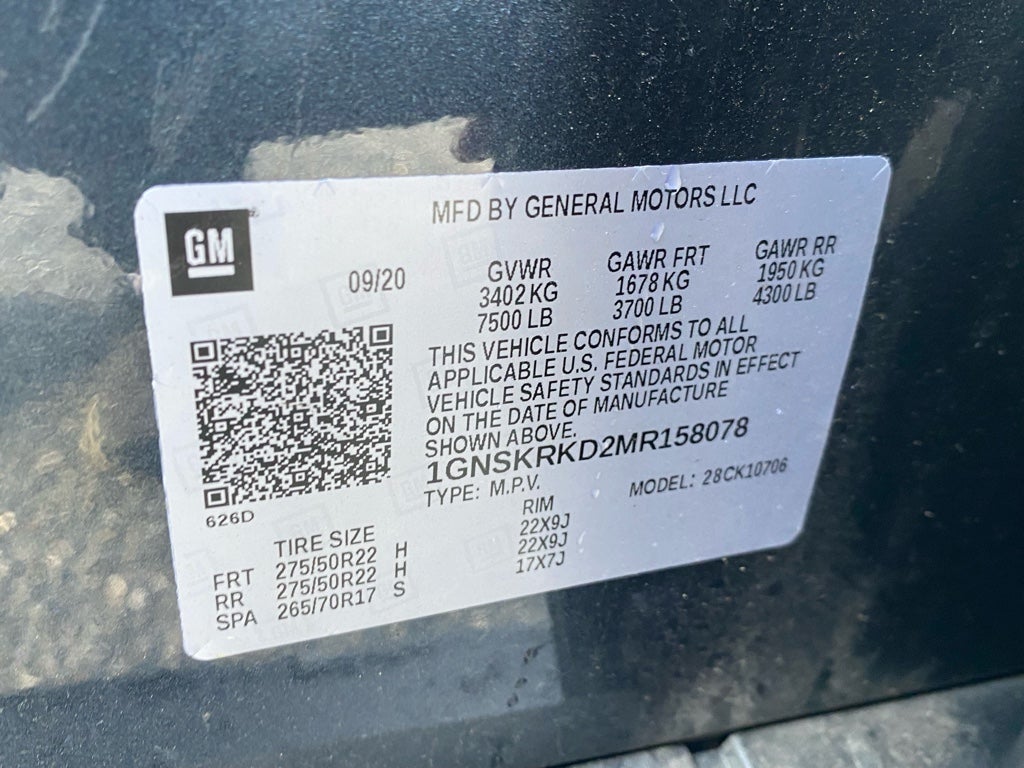 GM
MFD BY GENERAL MOTORS LLC
09/20
GVWR
3402 KG
7500 LB
GAWR FRT
1678 KG
3700 LB
GAWR RR
1950 KG
4300 LB
THIS VEHICLE CONFORMS TO ALL
APPLICABLE U.S. FEDERAL MOTOR
VEHICLE SAFETY STANDARDS IN EFFECT
ON THE DATE OF MANUFACTURE
SHOWN ABOVE.
1GNSKRKD2MR158078
TYPE: M.P.V.
MODEL: 28CK10706
626D
TIRE SIZE
RIM
FRT 275/50R22 H 22X9J
RR 275/50R22 H 22X9J
SPA 265/70R17 S 17X7J